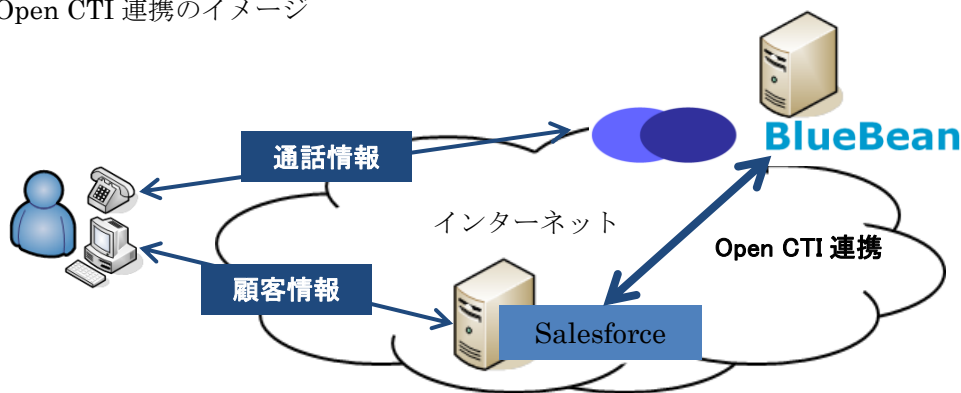 Open CTI 連携のイメージ
BlueBean
通話情報
インターネット
Open CTI 連携
顧客情報
Salesforce